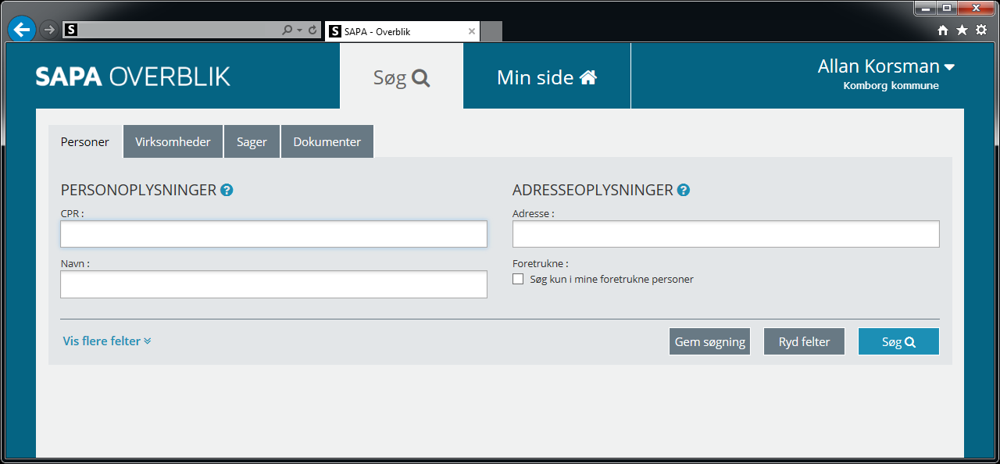 S
S SAPA - Overblik
SAPA OVERBLIK
Søg
Min side
Allan Korsman
Komborg kommune
Personer
Virksomheder
Sager
Dokumenter
PERSONOPLYSNINGER ?
CPR :
Navn :
ADRESSEOPLYSNINGER ?
Adresse :
Foretrukne :
Søg kun i mine foretrukne personer
Vis flere felter
Gem søgning
Ryd felter
Søg